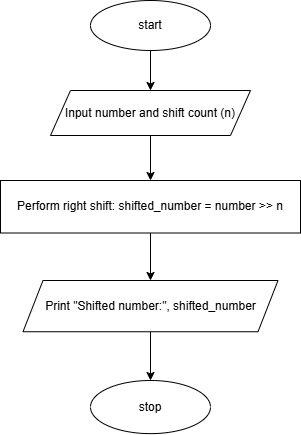 start
Input number and shift count (n)
Perform right shift: shifted_number = number >> n
Print "Shifted number:", shifted_number
stop